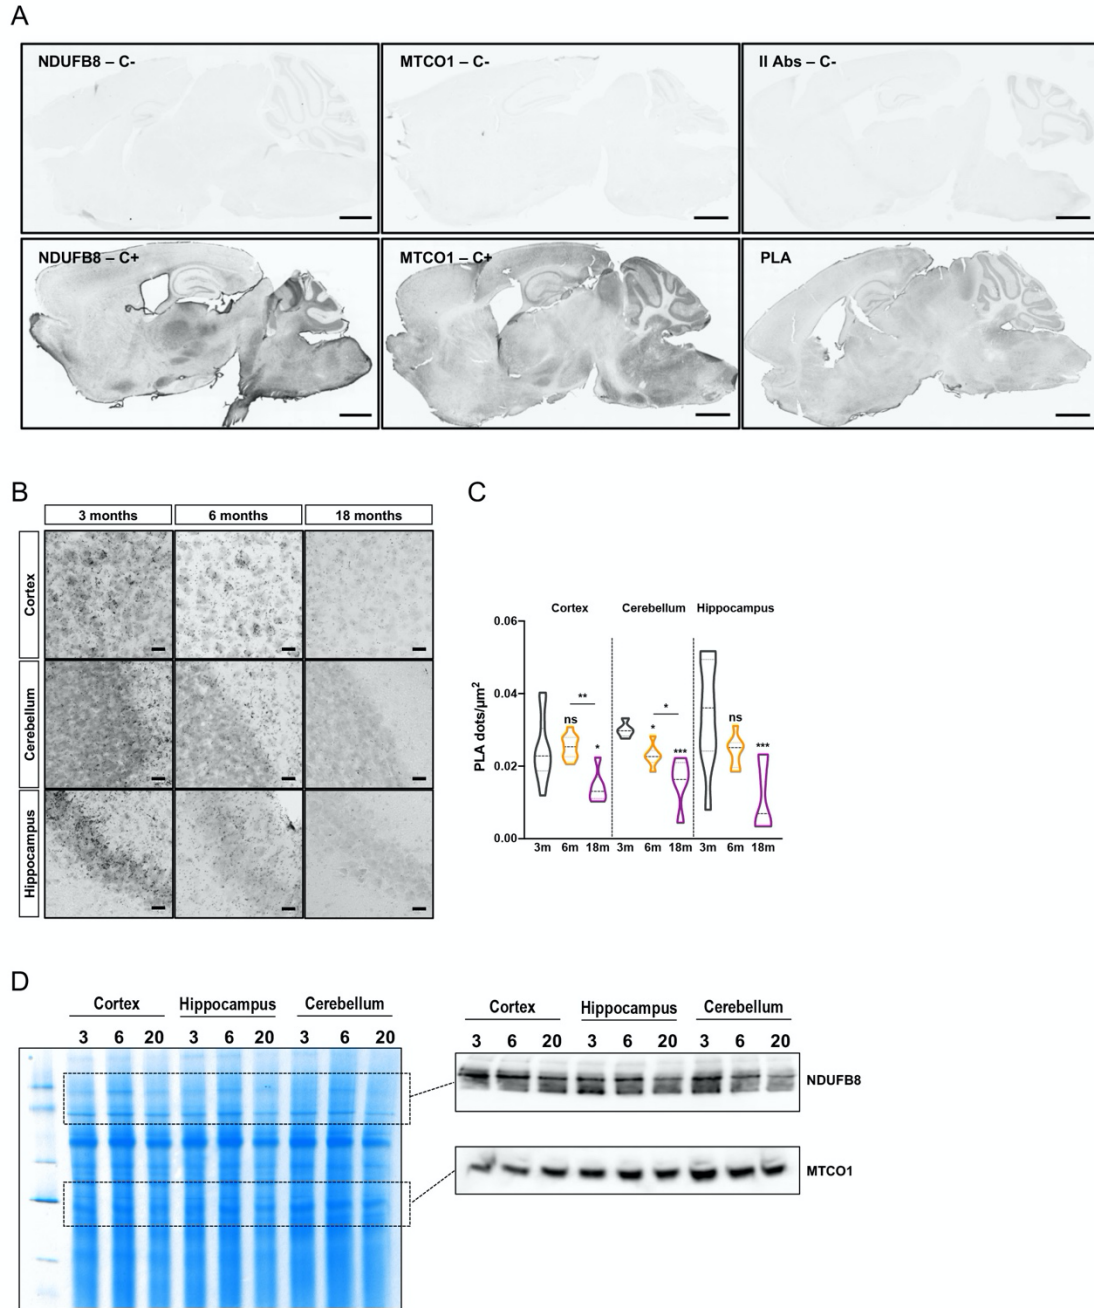 A
NDUFB8 – C-
MTCO1 – C-
II Abs – C-
NDUFB8 – C+
MTCO1 – C+
PLA
B
3 months
6 months
18 months
Cortex
Cerebellum
Hippocampus
C
Cortex
Cerebellum
Hippocampus
PLA dots/µm²
0.06
0.04
0.02
0.00
**
ns
*
*
*
***
ns
***
3m
6m
18m
3m
6m
18m
3m
6m
18m
D
Cortex
Hippocampus
Cerebellum
3 6 20 3 6 20 3 6 20
Cortex
Hippocampus
Cerebellum
3 6 20 3 6 20 3 6 20
NDUFB8
MTCO1